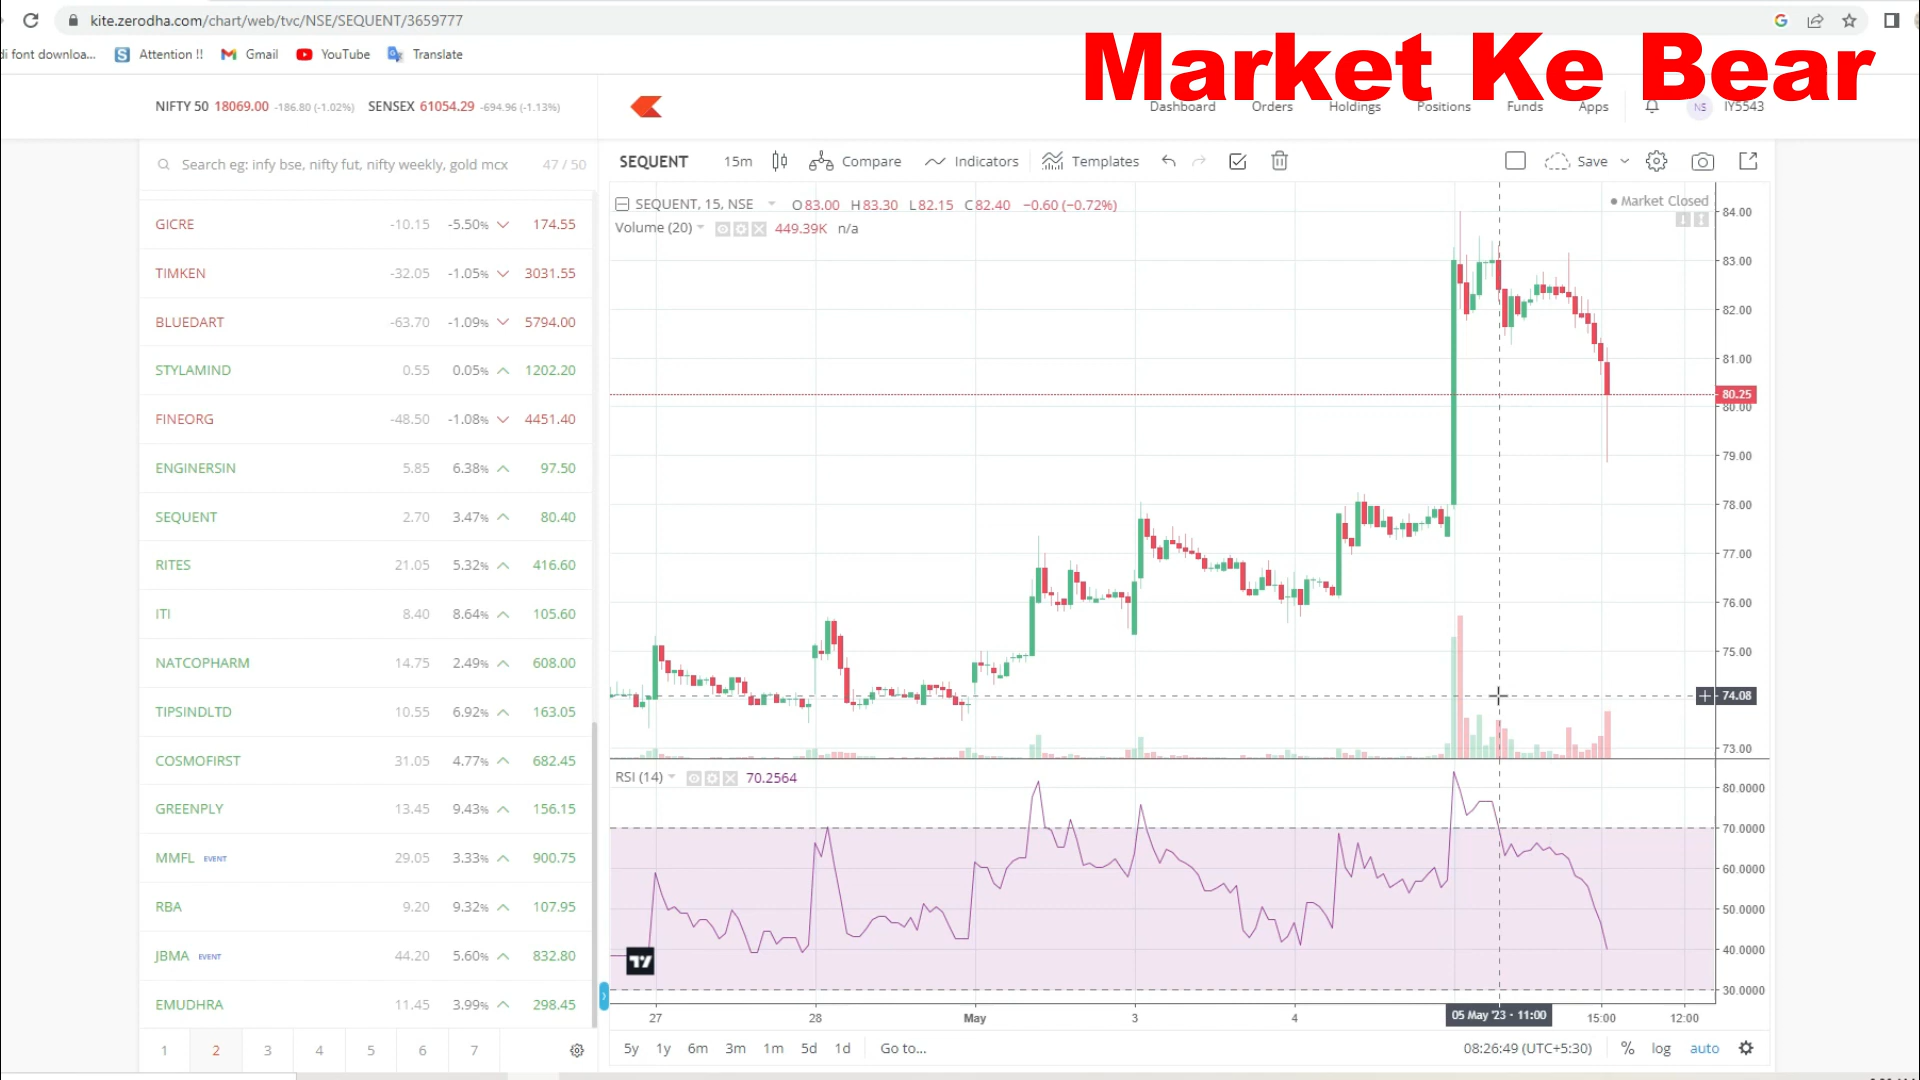 kite.zerodha.com/chart/web/tvc/NSE/SEQUENT/3659777
di font downloa... Attention !! Gmail YouTube Translate
Market Ke Bear
NIFTY 50 18069.00 -186.80 (-1.02%) SENSEX 61054.29 -694.96 (-1.13%)
Dashboard Orders Holdings Positions Funds Apps NS IY5543
Search eg: infy bse, nifty fut, nifty weekly, gold mcx 47 / 50
SEQUENT 15m Compare Indicators Templates Save
SEQUENT, 15, NSE O83.00 H83.30 L82.15 C82.40 −0.60 (−0.72%)
Market Closed
Volume (20) 449.39K n/a
GICRE -10.15 -5.50% 174.55
TIMKEN -32.05 -1.05% 3031.55
BLUEDART -63.70 -1.09% 5794.00
STYLAMIND 0.55 0.05% 1202.20
FINEORG -48.50 -1.08% 4451.40
ENGINERSIN 5.85 6.38% 97.50
SEQUENT 2.70 3.47% 80.40
RITES 21.05 5.32% 416.60
ITI 8.40 8.64% 105.60
NATCOPHARM 14.75 2.49% 608.00
TIPSINDLTD 10.55 6.92% 163.05
COSMOFIRST 31.05 4.77% 682.45
GREENPLY 13.45 9.43% 156.15
MMFL EVENT 29.05 3.33% 900.75
RBA 9.20 9.32% 107.95
JBMA EVENT 44.20 5.60% 832.80
EMUDHRA 11.45 3.99% 298.45
1 2 3 4 5 6 7
84.00
83.00
82.00
81.00
80.25
80.00
79.00
78.00
77.00
76.00
75.00
74.08
73.00
RSI (14) 70.2564
80.0000
70.0000
60.0000
50.0000
40.0000
30.0000
27 28 May 3 4 05 May '23 · 11:00 15:00 12:00
5y 1y 6m 3m 1m 5d 1d Go to... 08:26:49 (UTC+5:30) % log auto